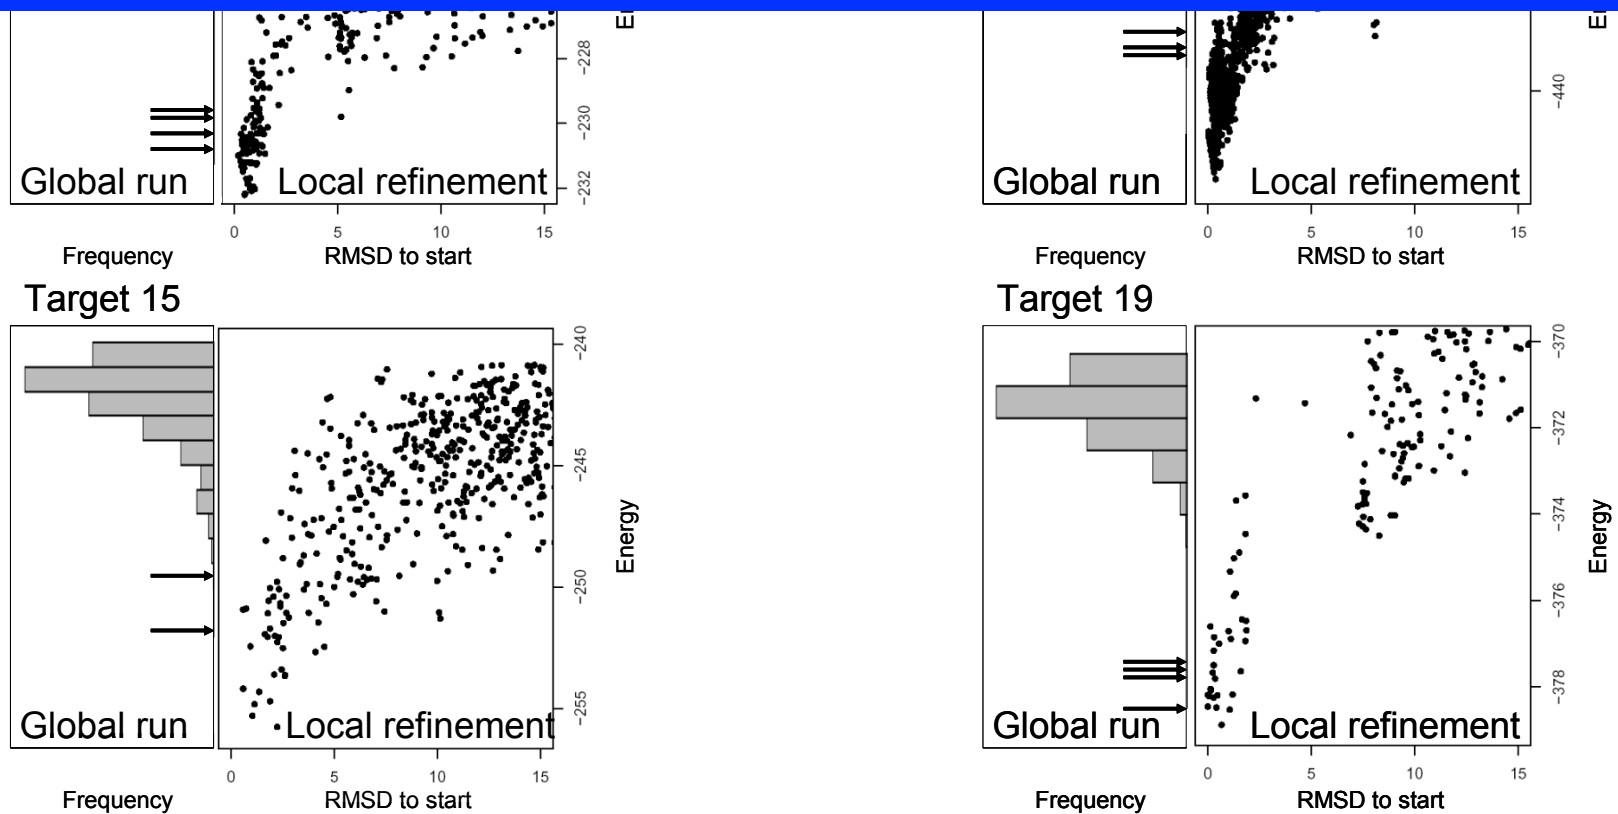 E
E
-228
-230
-232
-440
Global run
Local refinement
Global run
Local refinement
0 5 10 15
0 5 10 15
Frequency
RMSD to start
Frequency
RMSD to start
Target 15
Target 19
-240
-245
-250
-255
Energy
-370
-372
-374
-376
-378
Energy
Global run
Local refinement
Global run
Local refinement
0 5 10 15
0 5 10 15
Frequency
RMSD to start
Frequency
RMSD to start